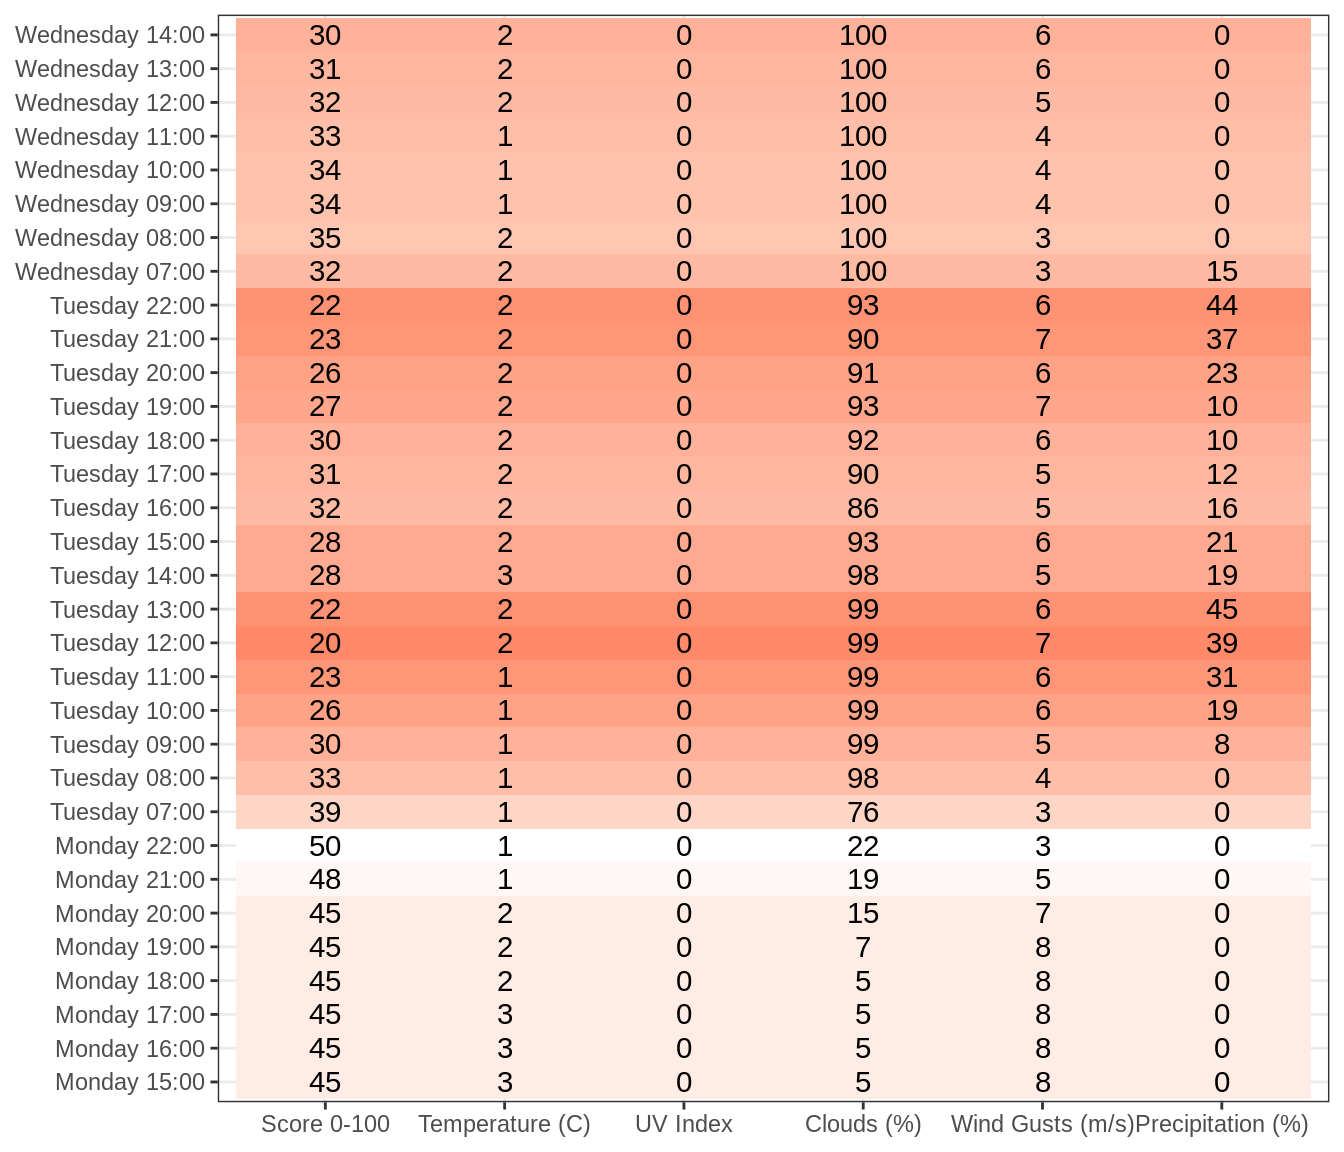 Wednesday 14:00 30 2 0 100 6 0
Wednesday 13:00 31 2 0 100 6 0
Wednesday 12:00 32 2 0 100 5 0
Wednesday 11:00 33 1 0 100 4 0
Wednesday 10:00 34 1 0 100 4 0
Wednesday 09:00 34 1 0 100 4 0
Wednesday 08:00 35 2 0 100 3 0
Wednesday 07:00 32 2 0 100 3 15
Tuesday 22:00 22 2 0 93 6 44
Tuesday 21:00 23 2 0 90 7 37
Tuesday 20:00 26 2 0 91 6 23
Tuesday 19:00 27 2 0 93 7 10
Tuesday 18:00 30 2 0 92 6 10
Tuesday 17:00 31 2 0 90 5 12
Tuesday 16:00 32 2 0 86 5 16
Tuesday 15:00 28 2 0 93 6 21
Tuesday 14:00 28 3 0 98 5 19
Tuesday 13:00 22 2 0 99 6 45
Tuesday 12:00 20 2 0 99 7 39
Tuesday 11:00 23 1 0 99 6 31
Tuesday 10:00 26 1 0 99 6 19
Tuesday 09:00 30 1 0 99 5 8
Tuesday 08:00 33 1 0 98 4 0
Tuesday 07:00 39 1 0 76 3 0
Monday 22:00 50 1 0 22 3 0
Monday 21:00 48 1 0 19 5 0
Monday 20:00 45 2 0 15 7 0
Monday 19:00 45 2 0 7 8 0
Monday 18:00 45 2 0 5 8 0
Monday 17:00 45 3 0 5 8 0
Monday 16:00 45 3 0 5 8 0
Monday 15:00 45 3 0 5 8 0
Score 0-100 Temperature (C) UV Index Clouds (%) Wind Gusts (m/s) Precipitation (%)